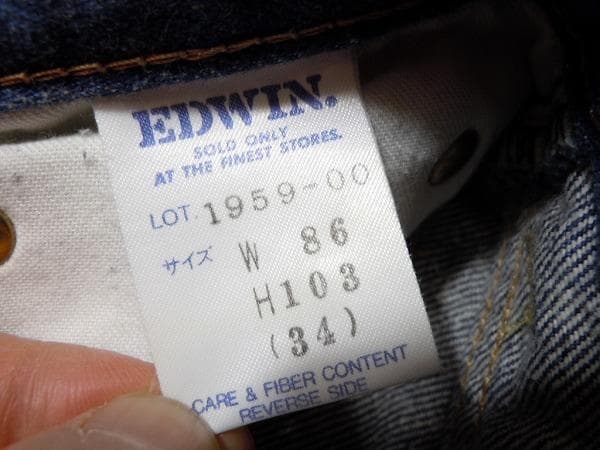 EDWIN.
SOLD ONLY
AT THE FINEST STORES.
LOT. 1959-00
サイズ W 86
H103
(34)
CARE & FIBER CONTENT
REVERSE SIDE